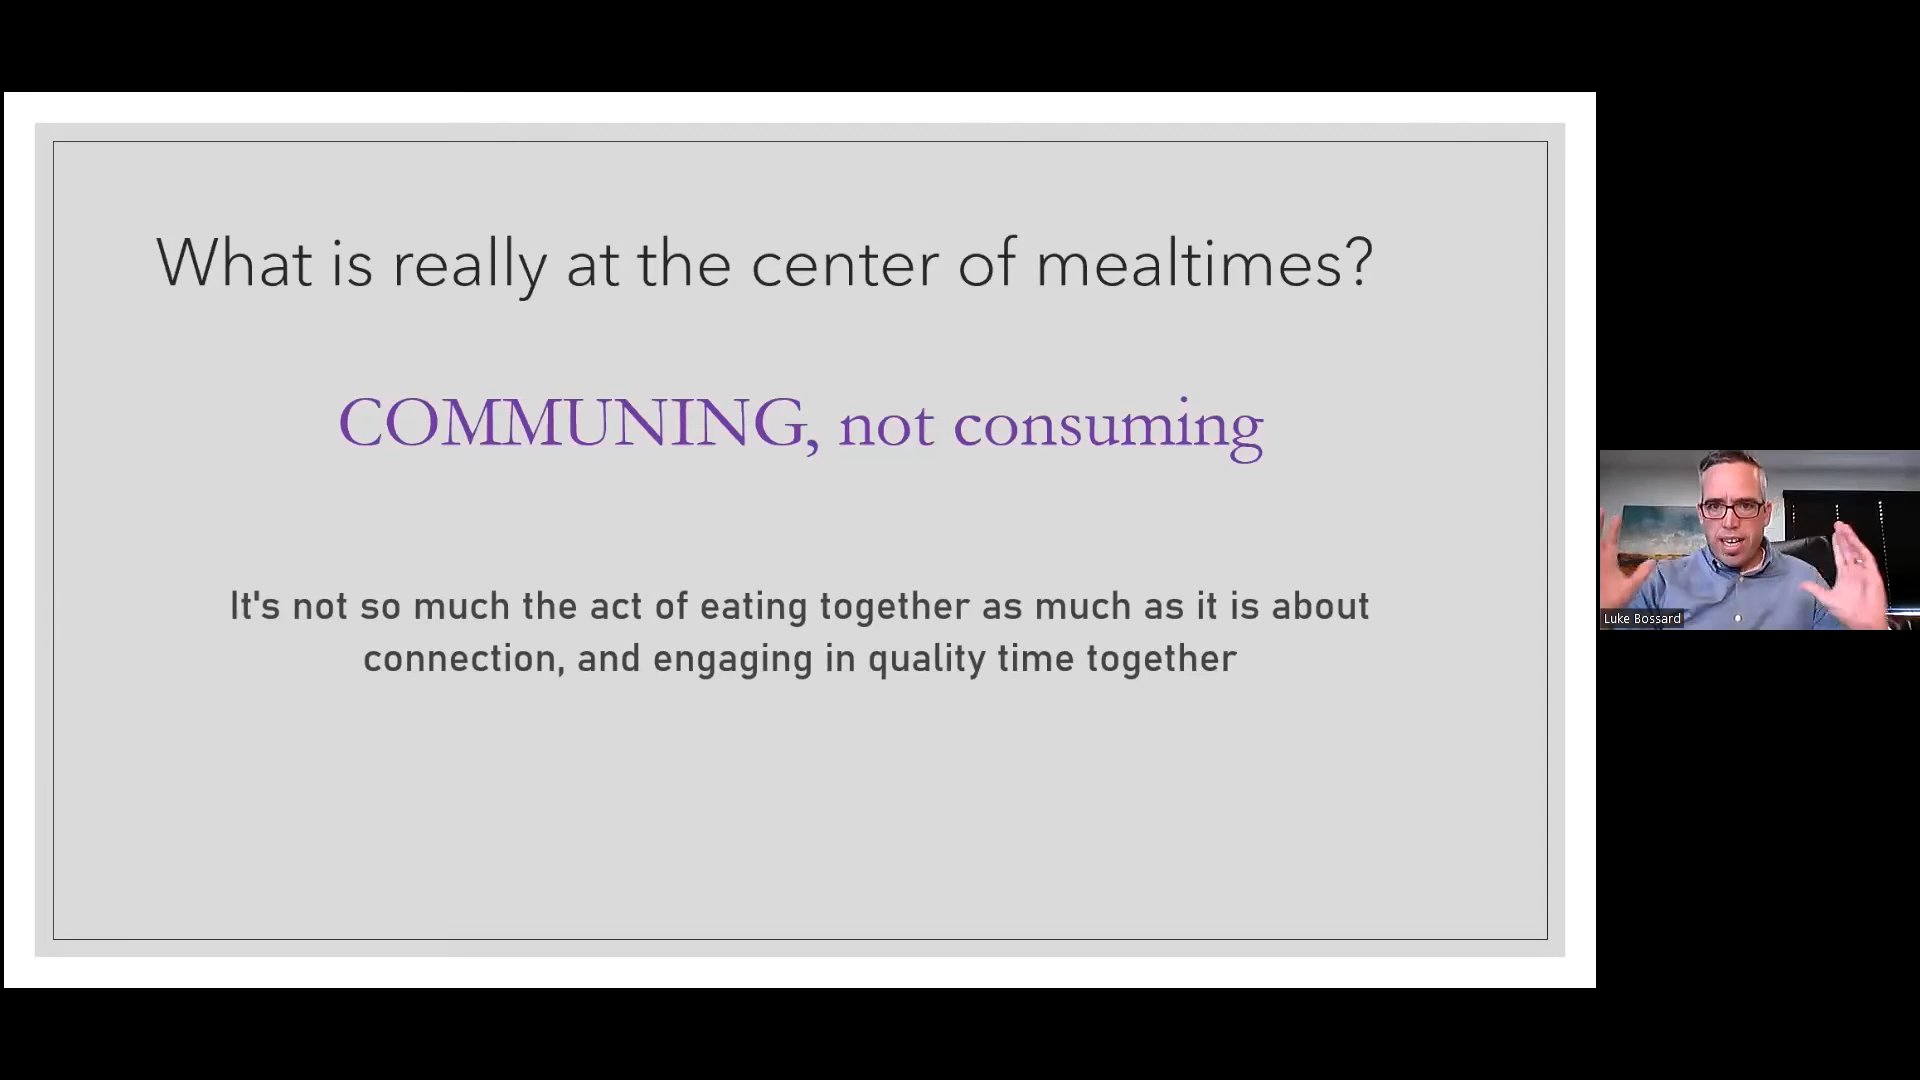 What is really at the center of mealtimes?
COMMUNING, not consuming
It's not so much the act of eating together as much as it is about
connection, and engaging in quality time together
Luke Bossard